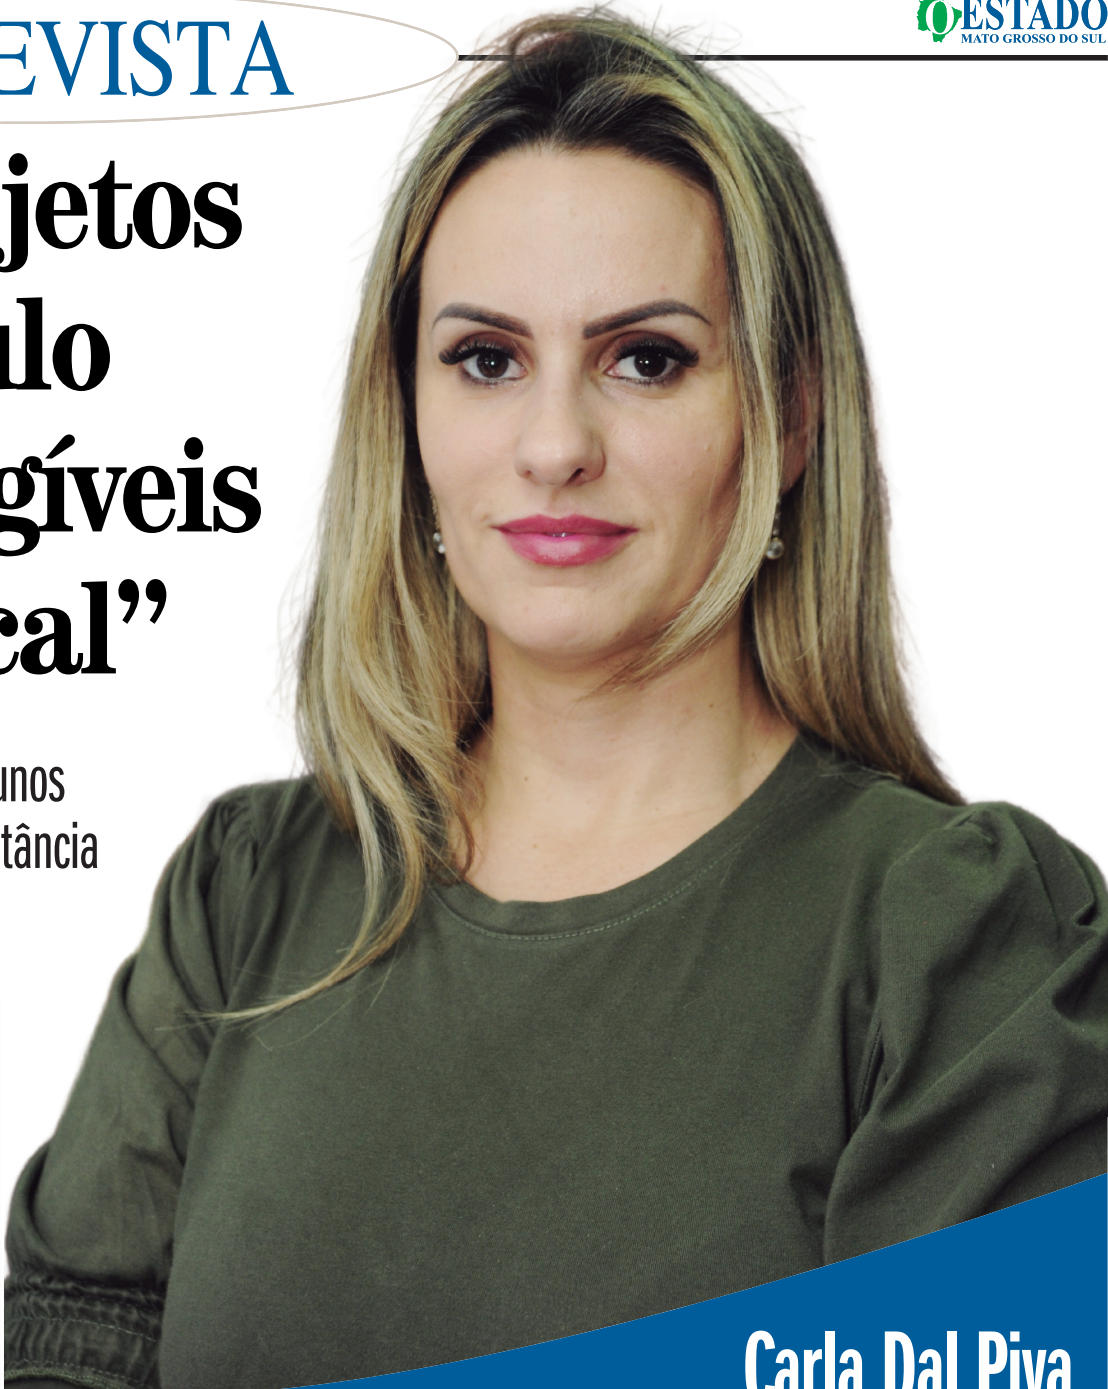 EVISTA
O ESTADO
MATO GROSSO DO SUL
jetos
ulo
gíveis
cal”
unos
tância
Carla Dal Piva